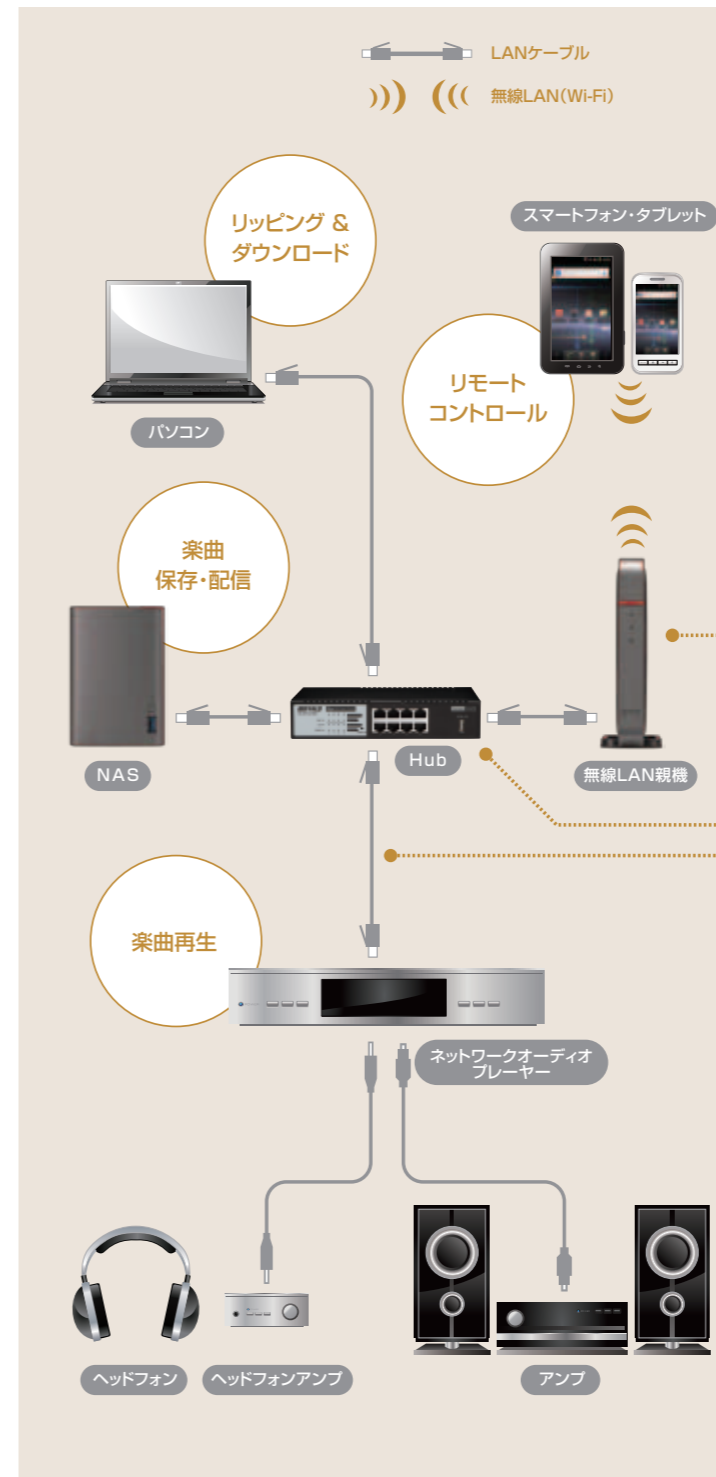 LANケーブル
無線LAN(Wi-Fi)
リッピング &
ダウンロード
スマートフォン・タブレット
リモート
コントロール
パソコン
楽曲
保存・配信
NAS
Hub
無線LAN親機
楽曲再生
ネットワークオーディオ
プレーヤー
ヘッドフォン
ヘッドフォンアンプ
アンプ